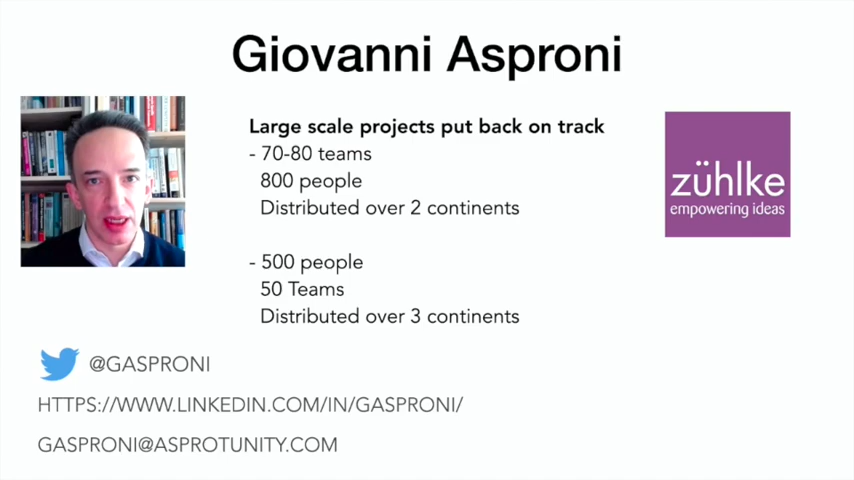 Giovanni Asproni
Large scale projects put back on track
- 70-80 teams
800 people
Distributed over 2 continents
- 500 people
50 Teams
Distributed over 3 continents
zühlke
empowering ideas
@GASPRONI
HTTPS://WWW.LINKEDIN.COM/IN/GASPRONI/
GASPRONI@ASPROTUNITY.COM